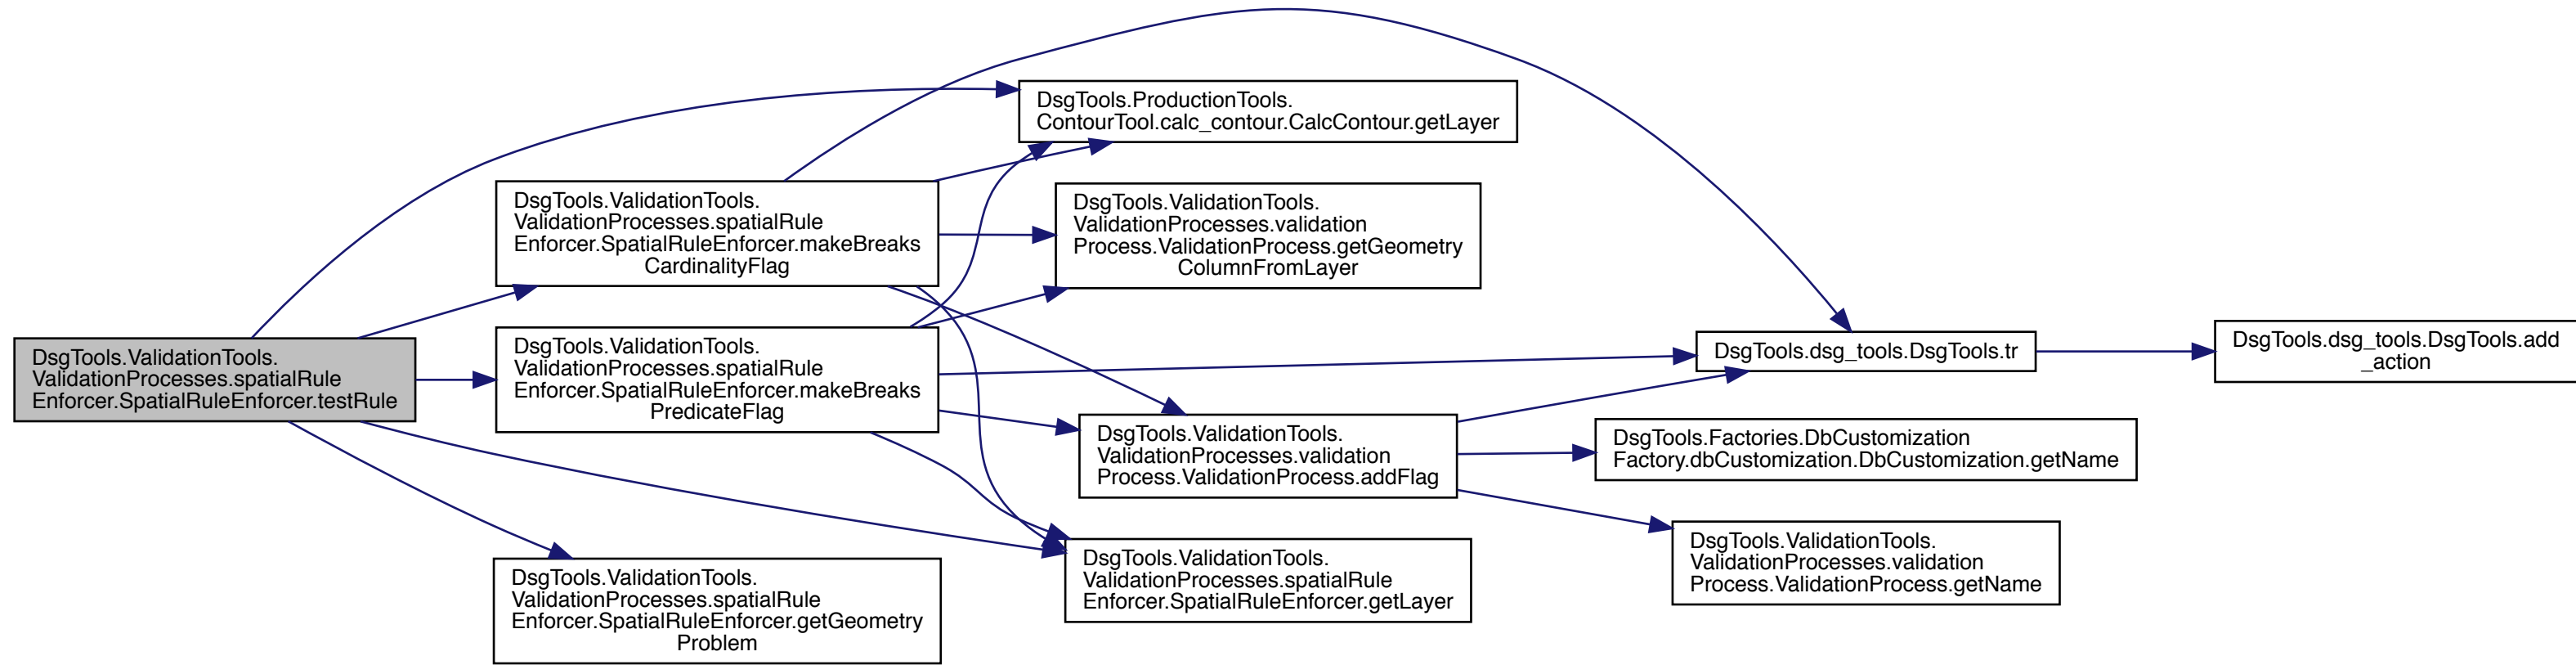 DsgTools.ValidationTools.
ValidationProcesses.spatialRule
Enforcer.SpatialRuleEnforcer.testRule
DsgTools.ValidationTools.
ValidationProcesses.spatialRule
Enforcer.SpatialRuleEnforcer.makeBreaks
CardinalityFlag
DsgTools.ValidationTools.
ValidationProcesses.spatialRule
Enforcer.SpatialRuleEnforcer.makeBreaks
PredicateFlag
DsgTools.ValidationTools.
ValidationProcesses.spatialRule
Enforcer.SpatialRuleEnforcer.getGeometry
Problem
DsgTools.ProductionTools.
ContourTool.calc_contour.CalcContour.getLayer
DsgTools.ValidationTools.
ValidationProcesses.validation
Process.ValidationProcess.getGeometry
ColumnFromLayer
DsgTools.ValidationTools.
ValidationProcesses.validation
Process.ValidationProcess.addFlag
DsgTools.ValidationTools.
ValidationProcesses.spatialRule
Enforcer.SpatialRuleEnforcer.getLayer
DsgTools.dsg_tools.DsgTools.tr
DsgTools.Factories.DbCustomization
Factory.dbCustomization.DbCustomization.getName
DsgTools.ValidationTools.
ValidationProcesses.validation
Process.ValidationProcess.getName
DsgTools.dsg_tools.DsgTools.add
_action